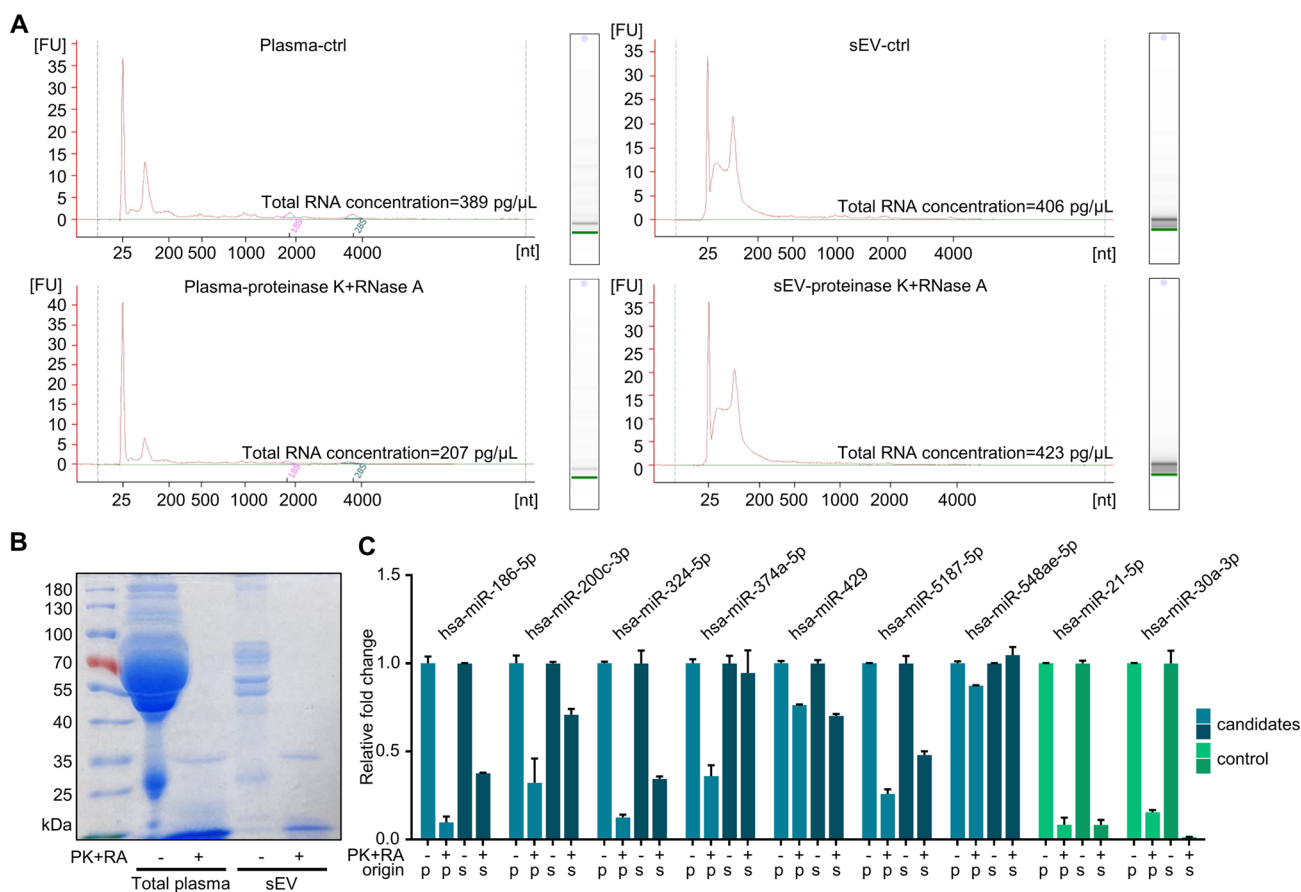 A
[FU]
Plasma-ctrl
35
30
25
20
15
10
5
0
Total RNA concentration=389 pg/µL
18S
28S
25 200 500 1000 2000 4000 [nt]
[FU]
sEV-ctrl
35
30
25
20
15
10
5
0
Total RNA concentration=406 pg/µL
25 200 500 1000 2000 4000 [nt]
[FU]
Plasma-proteinase K+RNase A
40
35
30
25
20
15
10
5
0
Total RNA concentration=207 pg/µL
18S
28S
25 200 500 1000 2000 4000 [nt]
[FU]
sEV-proteinase K+RNase A
35
30
25
20
15
10
5
0
Total RNA concentration=423 pg/µL
25 200 500 1000 2000 4000 [nt]
B
180
130
100
70
55
40
35
25
kDa
PK+RA - + - +
Total plasma sEV
C
Relative fold change
1.5
1.0
0.5
0.0
hsa-miR-186-5p
hsa-miR-200c-3p
hsa-miR-324-5p
hsa-miR-374a-5p
hsa-miR-429
hsa-miR-5187-5p
hsa-miR-548ae-5p
hsa-miR-21-5p
hsa-miR-30a-3p
candidates
control
PK+RA - + - + - + - + - + - + - + - + - + - + - + - + - + - + - + - + - + - +
origin p p s s p p s s p p s s p p s s p p s s p p s s p p s s p p s s p p s s